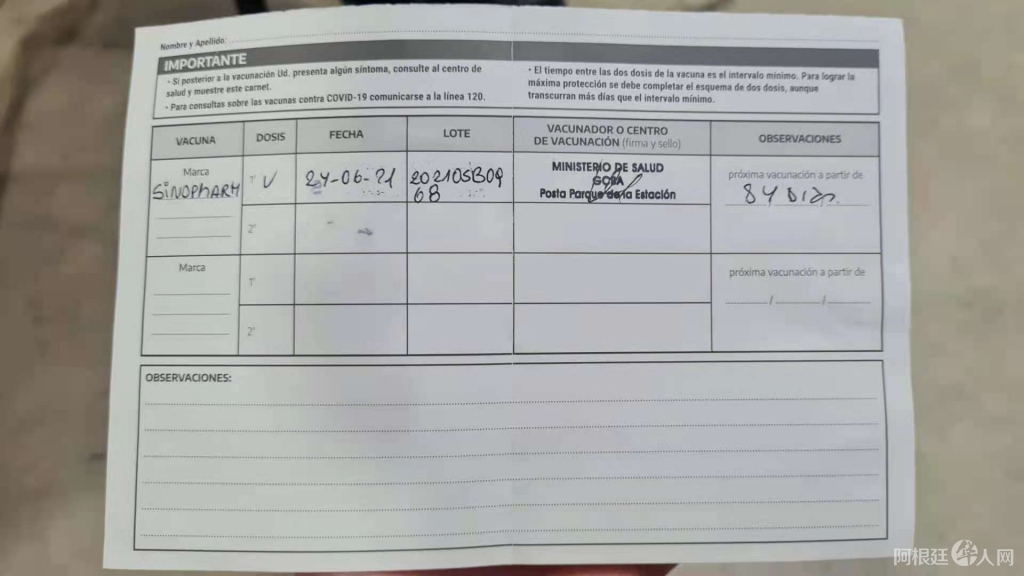 Nombre y Apellido:
IMPORTANTE
• Si posterior a la vacunación Ud. presenta algún síntoma, consulte al centro de
salud y muestre este carnet.
• Para consultas sobre las vacunas contra COVID-19 comunicarse a la línea 120.
• El tiempo entre las dos dosis de la vacuna es el intervalo mínimo. Para lograr la
máxima protección se debe completar el esquema de dos dosis, aunque
transcurran más días que el intervalo mínimo.
VACUNA DOSIS FECHA LOTE VACUNADOR O CENTRO
DE VACUNACIÓN (firma y sello) OBSERVACIONES
Marca
SINOPHARM 1° 24-06-21 202105B09
68
MINISTERIO DE SALUD
GCBA
Posta Parque de la Estación
próxima vacunación a partir de
84 DIAS
2°
Marca
1°
próxima vacunación a partir de
/ /
2°
OBSERVACIONES:
阿根廷华人网